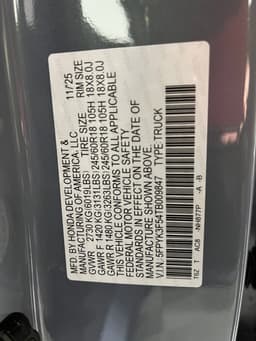 MFD BY HONDA DEVELOPMENT & 11/25
MANUFACTURING OF AMERICA, LLC
GVWR 2730 KG(6019LBS) TIRE SIZE RIM SIZE
GAWR F 1420 KG(3131LBS) 245/60R18 105H 18X8.0J
GAWR R 1480 KG(3263LBS) 245/60R18 105H 18X8.0J
THIS VEHICLE CONFORMS TO ALL APPLICABLE
FEDERAL MOTOR VEHICLE SAFETY
STANDARDS IN EFFECT ON THE DATE OF
MANUFACTURE SHOWN ABOVE.
V.I.N.: 5FPYK3F54TB009847 TYPE:TRUCK
T6Z T AC8 -NH877P -A -B